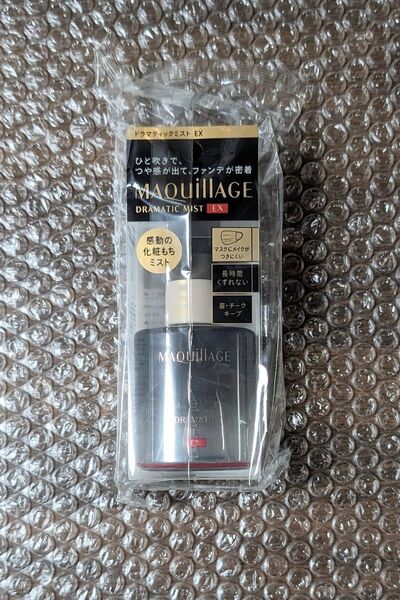 ドラマティックミスト EX
ひと吹きで、
つや感が出て、ファンデが密着
MAQuillAGE
DRAMATIC MIST EX
感動の
化粧もち
ミスト
マスクにメイクが
つきにくい
長時間
くずれない
眉・チーク
キープ
MAQuillAGE
DRAMATIC
MIST
EX